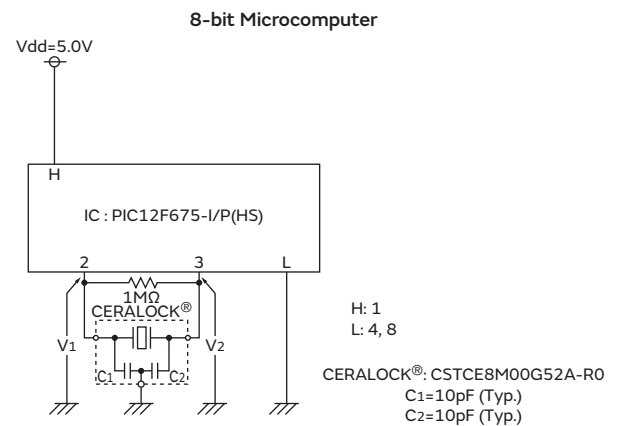 8-bit Microcomputer
Vdd=5.0V
H
IC : PIC12F675-I/P(HS)
2 3 L
1MΩ
CERALOCK®
V1 V2
C1 C2
H: 1
L: 4, 8
CERALOCK®: CSTCE8M00G52A-R0
C1=10pF (Typ.)
C2=10pF (Typ.)